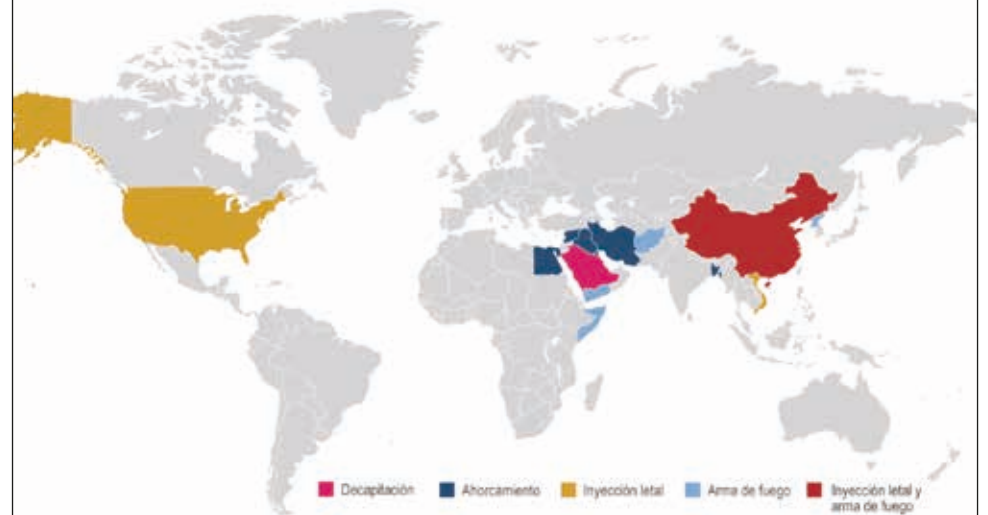 Decapitación
Ahorcamiento
Inyección letal
Arma de fuego
Inyección letal y
arma de fuego